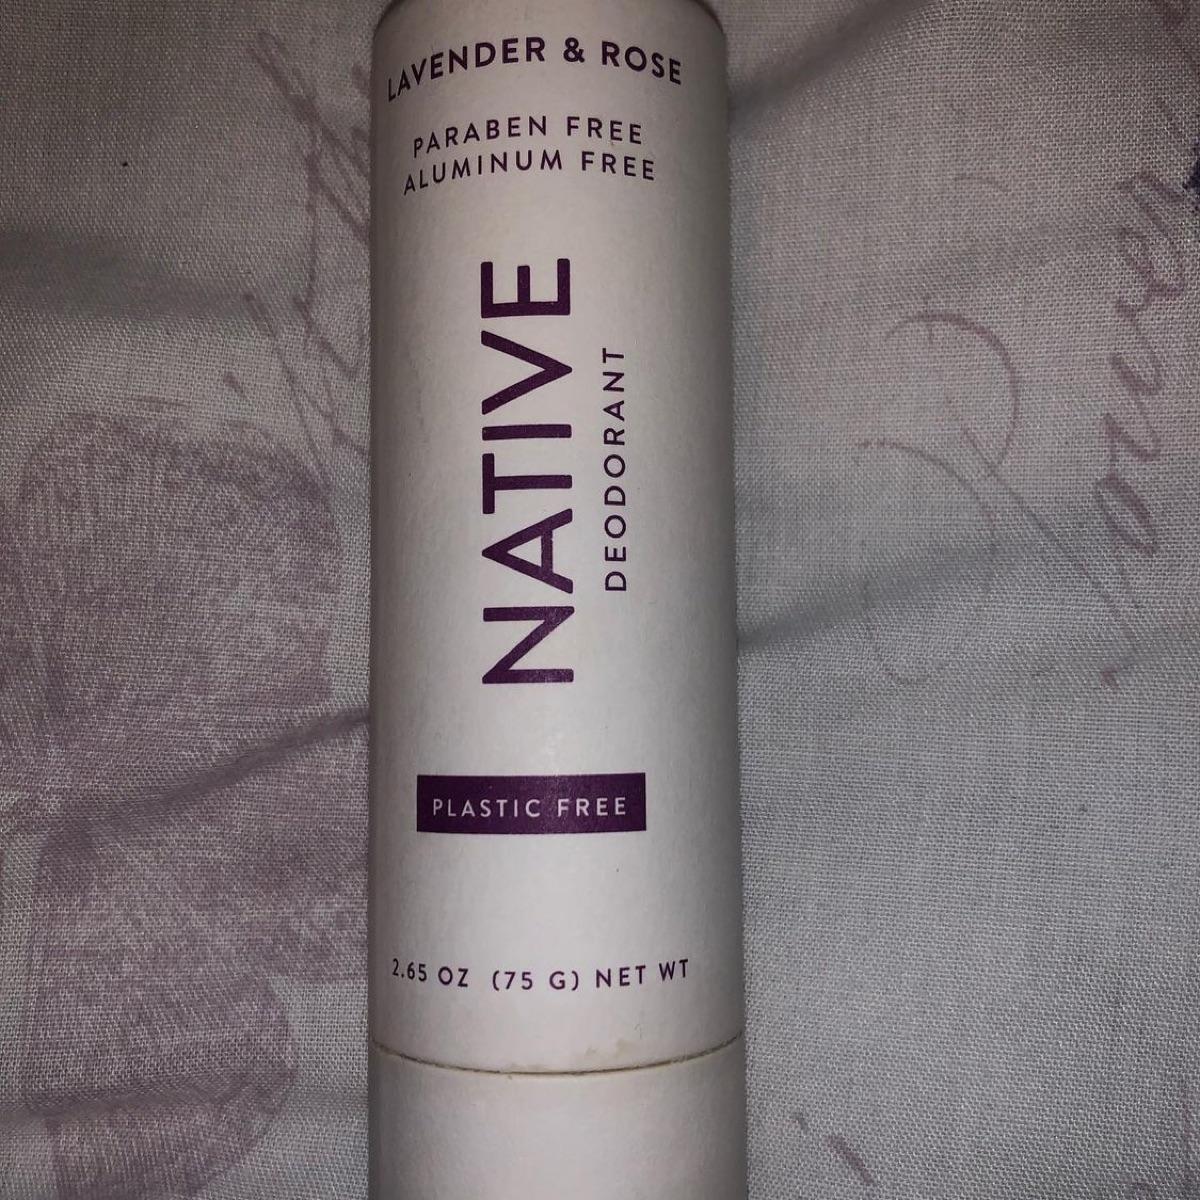 LAVENDER & ROSE
PARABEN FREE
ALUMINUM FREE
NATIVE
DEODORANT
PLASTIC FREE
2.65 OZ (75 G) NET WT